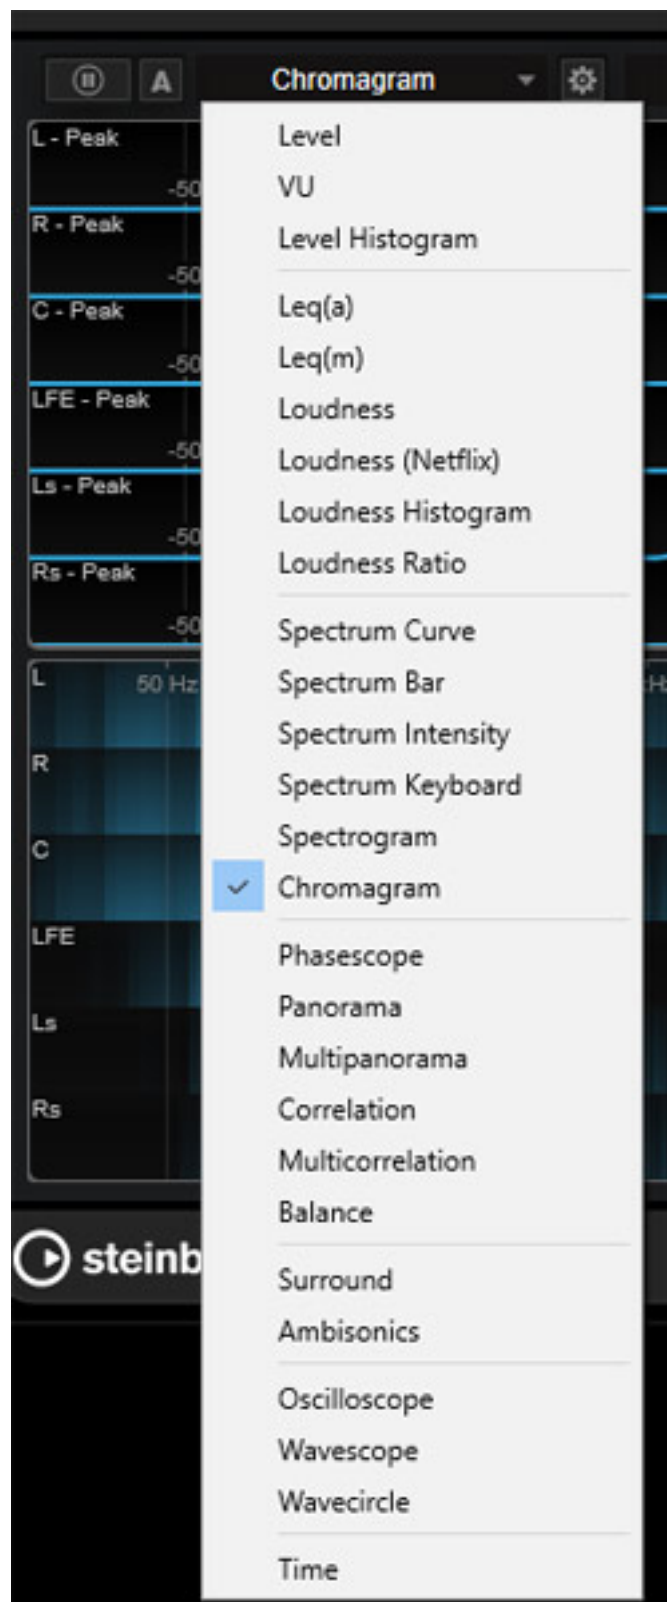 A Chromagram
L - Peak
-50
R - Peak
-50
C - Peak
-50
LFE - Peak
-50
Ls - Peak
-50
Rs - Peak
-50
L 50 Hz
R
C
LFE
Ls
Rs
steinb
Level
VU
Level Histogram
Leq(a)
Leq(m)
Loudness
Loudness (Netflix)
Loudness Histogram
Loudness Ratio
Spectrum Curve
Spectrum Bar
Spectrum Intensity
Spectrum Keyboard
Spectrogram
Chromagram
Phasescope
Panorama
Multipanorama
Correlation
Multicorrelation
Balance
Surround
Ambisonics
Oscilloscope
Wavescope
Wavecircle
Time